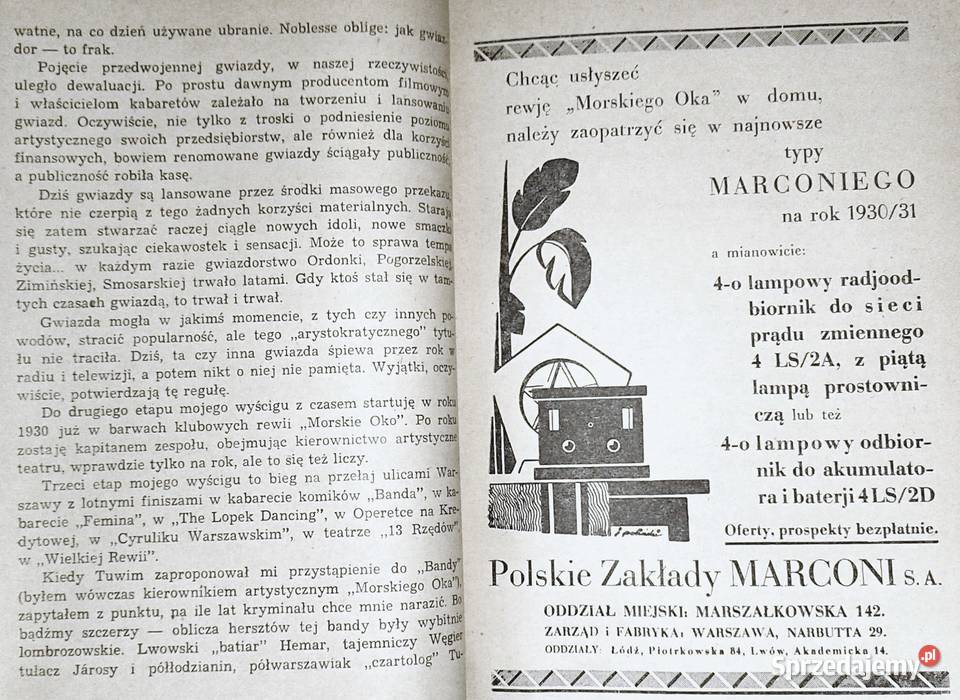 watne, na co dzień używane ubranie. Noblesse oblige: jak gwiaz-
dor — to frak.
Pojęcie przedwojennej gwiazdy, w naszej rzeczywistości,
uległo dewaluacji. Po prostu dawnym producentom filmowym
i właścicielom kabaretów zależało na tworzeniu i lansowaniu
gwiazd. Oczywiście, nie tylko z troski o podniesienie poziomu
artystycznego swoich przedsiębiorstw, ale również dla korzyści
finansowych, bowiem renomowane gwiazdy ściągały publiczność,
a publiczność robiła kasę.
Dziś gwiazdy są lansowane przez środki masowego przekazu,
które nie czerpią z tego żadnych korzyści materialnych. Starają
się zatem stwarzać raczej ciągle nowych idoli, nowe smaczki
i gusty, szukając ciekawostek i sensacji. Może to sprawa tempa
życia... w każdym razie gwiazdorstwo Ordonki, Pogorzelskiej,
Zimińskiej, Smosarskiej trwało latami. Gdy ktoś stał się w tam-
tych czasach gwiazdą, to trwał i trwał.
Gwiazda mogła w jakimś momencie, z tych czy innych po-
wodów, stracić popularność, ale tego „arystokratycznego” tytu-
łu nie traciła. Dziś, ta czy inna gwiazda śpiewa przez rok w
radiu i telewizji, a potem nikt o niej nie pamięta. Wyjątki, oczy-
wiście, potwierdzają tę regułę.
Do drugiego etapu mojego wyścigu z czasem startuję w roku
1930 już w barwach klubowych rewii „Morskie Oko”. Po roku
zostaję kapitanem zespołu, obejmując kierownictwo artystyczne
teatru, wprawdzie tylko na rok, ale to się też liczy.
Trzeci etap mojego wyścigu to bieg na przełaj ulicami War-
szawy z lotnymi finiszami w kabarecie komików „Banda”, w ka-
barecie „Femina”, w „The Lopek Dancing”, w Operetce na Kre-
dytowej, w „Cyruliku Warszawskim”, w teatrze „13 Rzędów”,
w „Wielkiej Rewii”.
Kiedy Tuwim zaproponował mi przystąpienie do „Bandy”
(byłem wówczas kierownikiem artystycznym „Morskiego Oka”),
zapytałem z punktu, na ile lat kryminału chce mnie narazić. Bo
bądźmy szczerzy — oblicza hersztów tej bandy były wybitnie
lombrozowskie. Lwowski „batiar” Hemar, tajemniczy Węgier
tułacz Járosy i półłodzianin, półwarszawiak „czartolog” Tu-
Chcąc usłyszeć
rewję „Morskiego Oka” w domu,
należy zaopatrzyć się w najnowsze
typy
MARCONIEGO
na rok 1930/31
a mianowicie:
4-o lampowy radjood-
biornik do sieci
prądu zmiennego
4 LS/2A, z piątą
lampą prostowni-
czą lub też
4-o lampowy odbior-
nik do akumulato-
ra i baterji 4LS/2D
Oferty, prospekty bezpłatnie.
Polskie Zakłady MARCONI S. A.
ODDZIAŁ MIEJSKI: MARSZAŁKOWSKA 142.
ZARZĄD i FABRYKA: WARSZAWA, NARBUTTA 29.
ODDZIAŁY: Łódź, Piotrkowska 84, Lwów, Akademicka 14.
Sprzedajemy.pl